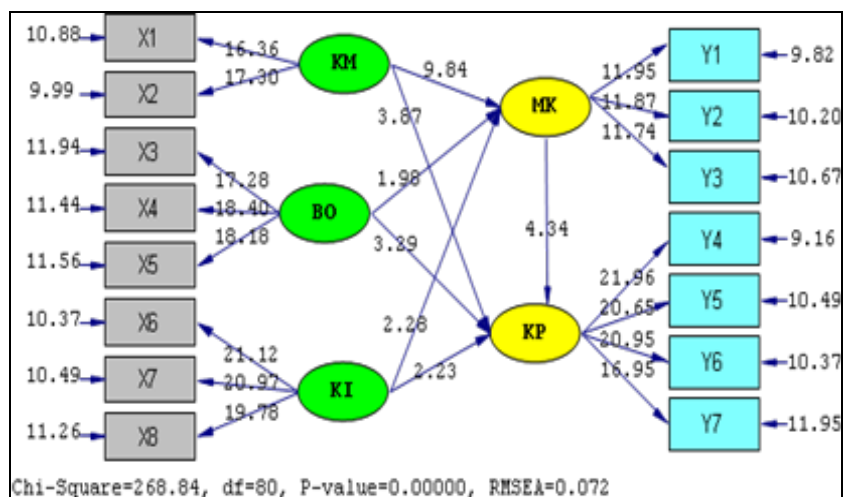 10.88 X1 16.36 KM 9.84 MK 11.95 Y1 9.82
9.99 X2 17.30 3.87 11.87 Y2 10.20
11.94 X3 17.28 1.98 11.74 Y3 10.67
11.44 X4 18.40 BO 3.29 4.34 Y4 9.16
11.56 X5 18.18 21.96 Y5 10.49
10.37 X6 21.12 2.28 KP 20.65 Y6 10.37
10.49 X7 20.97 KI 2.23 20.95 Y7 11.95
11.26 X8 19.78 16.95
Chi-Square=268.84, df=80, P-value=0.00000, RMSEA=0.072